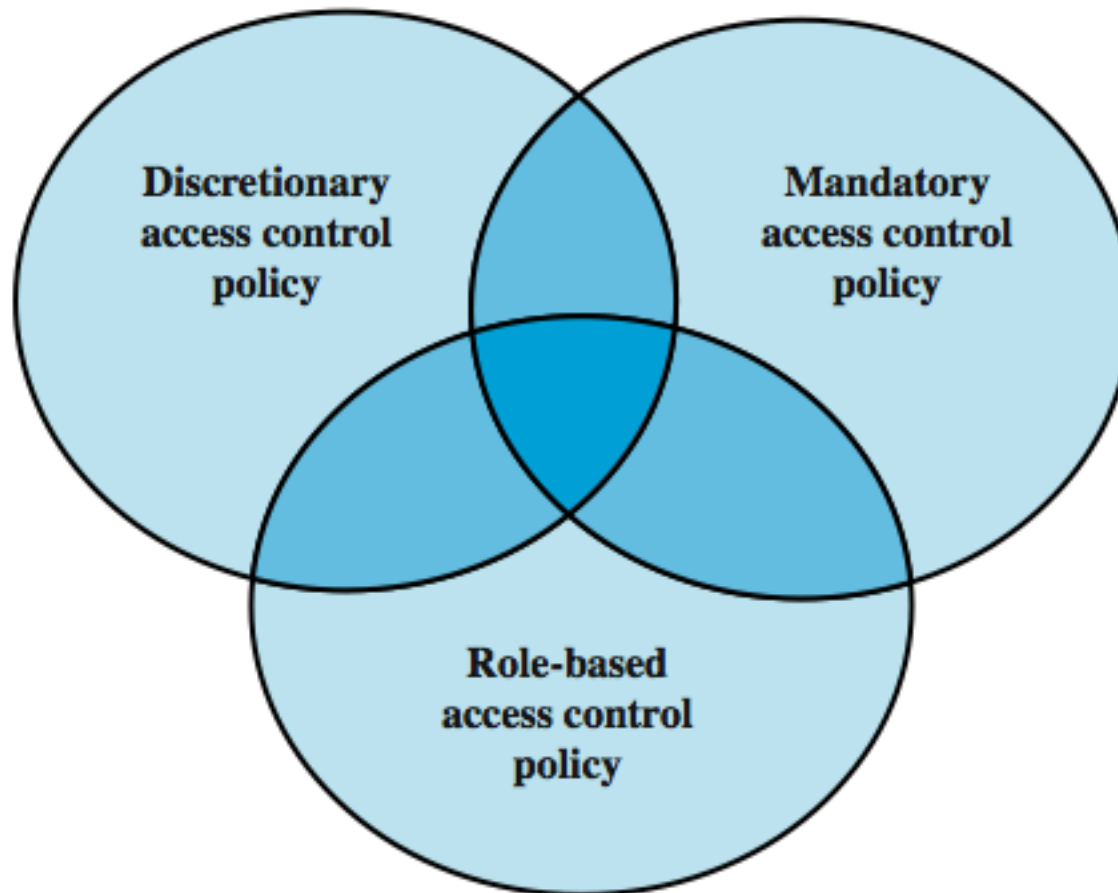 Discretionary
access control
policy
Mandatory
access control
policy
Role-based
access control
policy